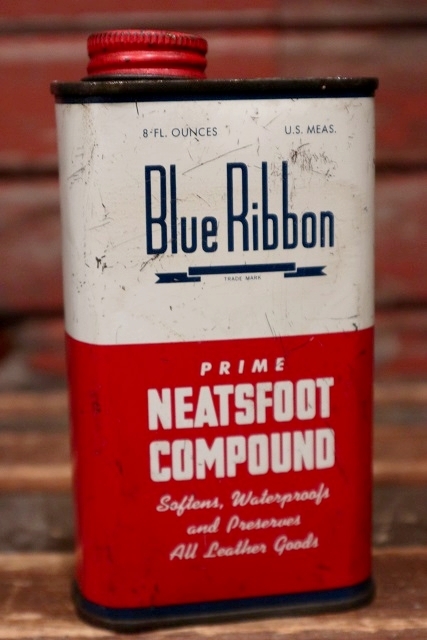 8 FL. OUNCES U.S. MEAS.
Blue Ribbon
TRADE MARK
PRIME
NEATSFOOT
COMPOUND
Softens, Waterproofs
and Preserves
All Leather Goods